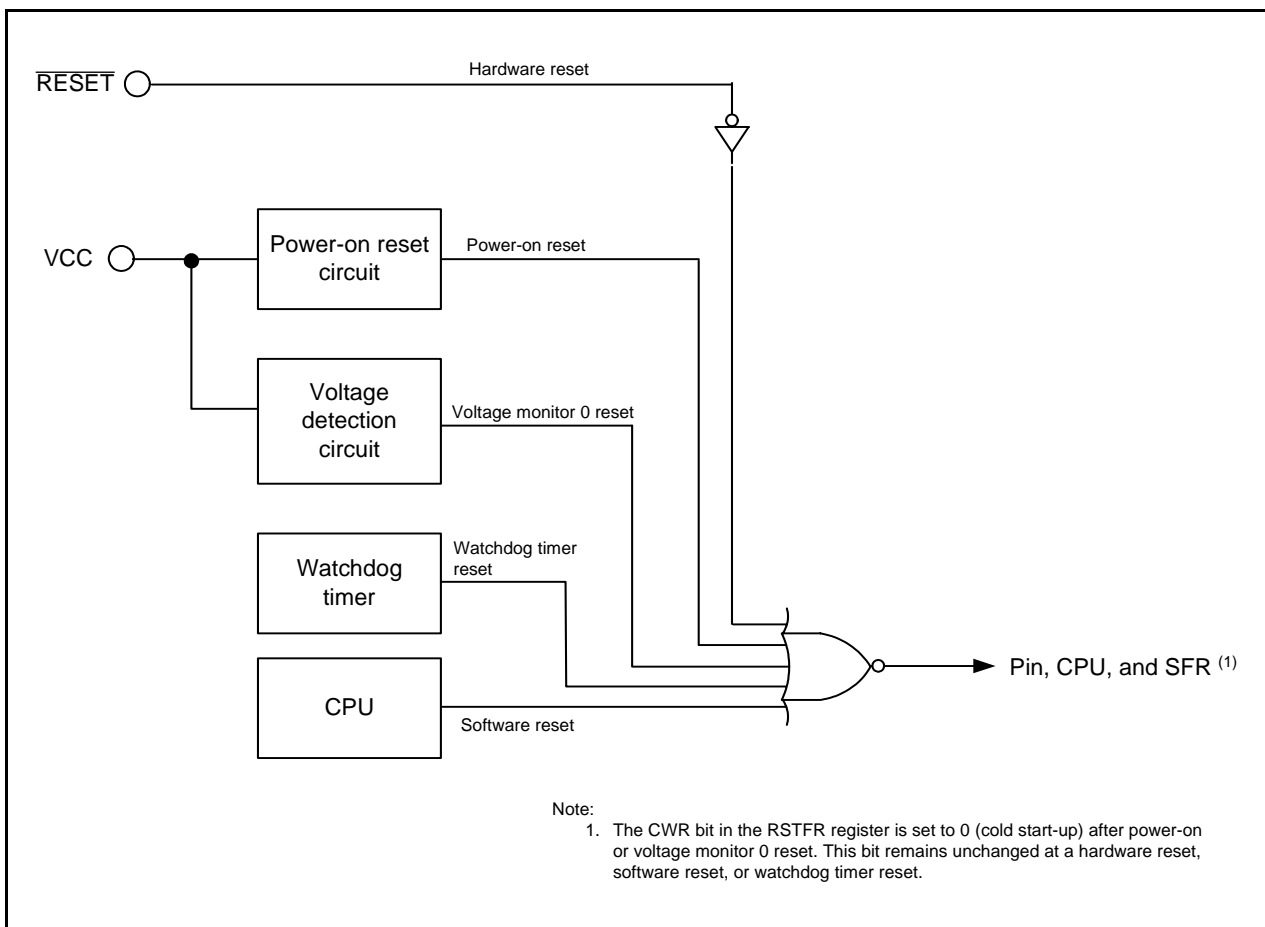 RESET
Hardware reset
VCC
Power-on reset
circuit
Power-on reset
Voltage
detection
circuit
Voltage monitor 0 reset
Watchdog
timer
Watchdog timer
reset
CPU
Software reset
Pin, CPU, and SFR (1)
Note:
1. The CWR bit in the RSTFR register is set to 0 (cold start-up) after power-on
or voltage monitor 0 reset. This bit remains unchanged at a hardware reset,
software reset, or watchdog timer reset.